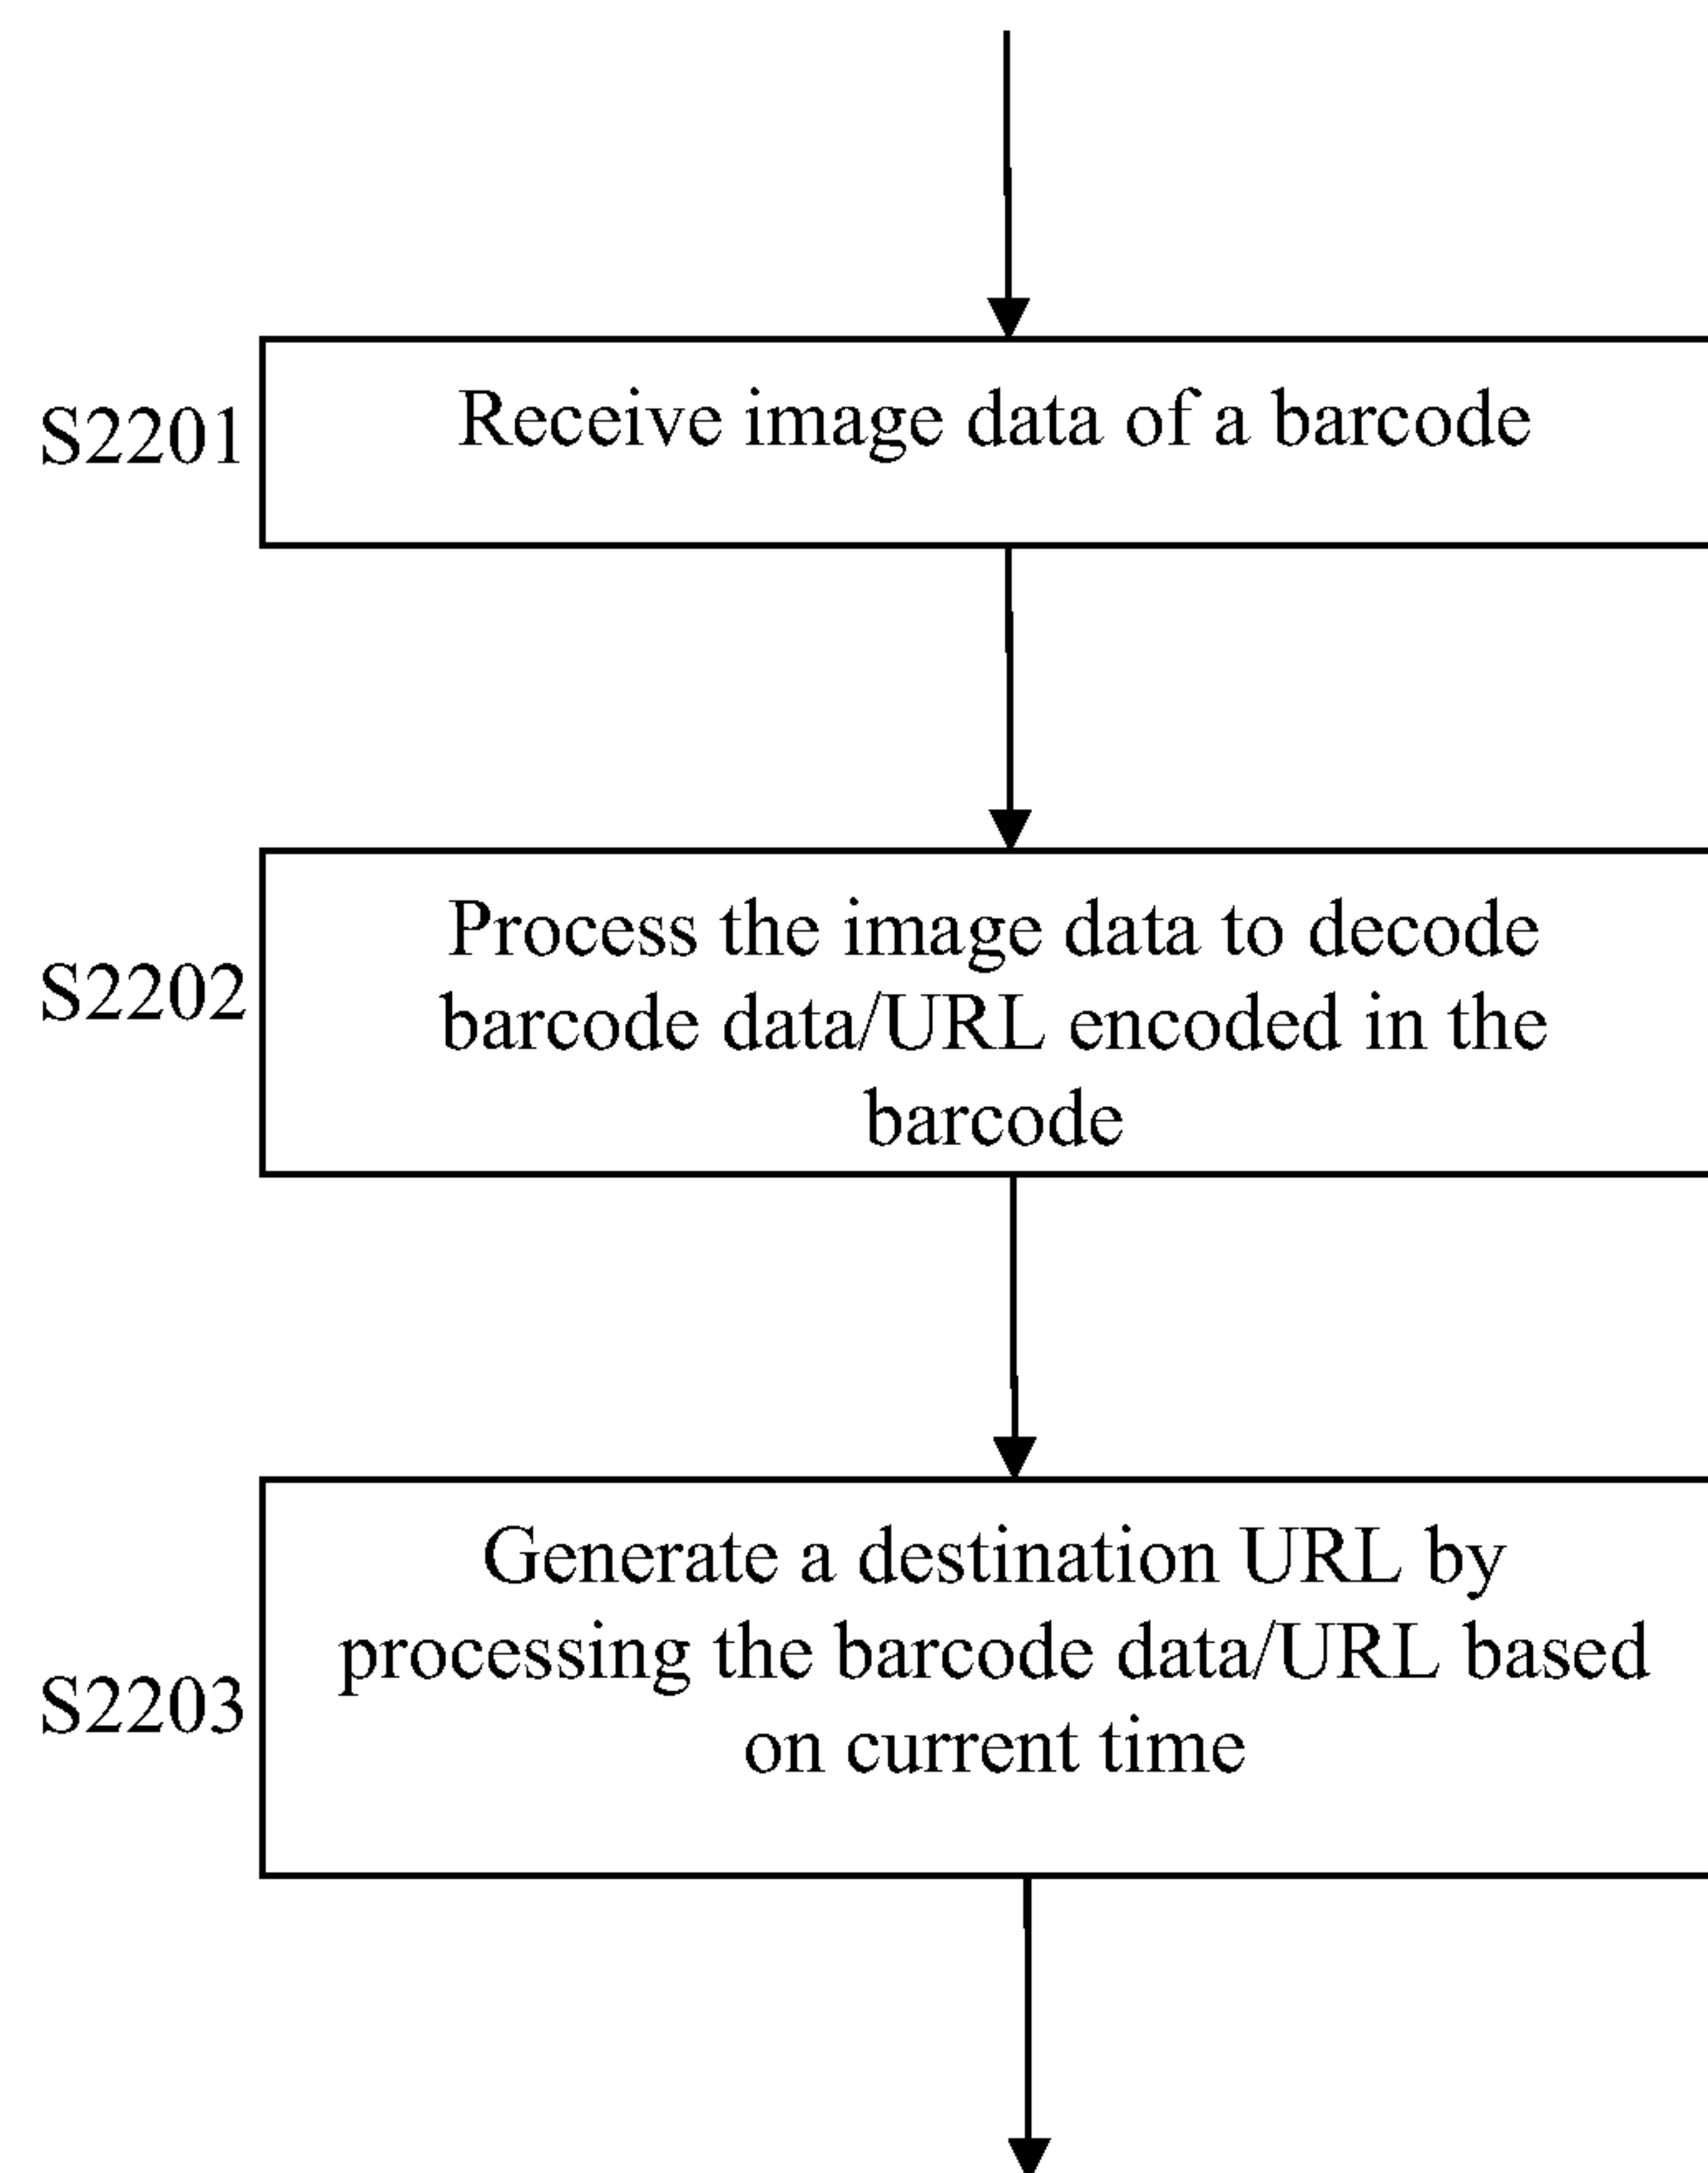 S2201
Receive image data of a barcode
S2202
Process the image data to decode
barcode data/URL encoded in the
barcode
S2203
Generate a destination URL by
processing the barcode data/URL based
on current time